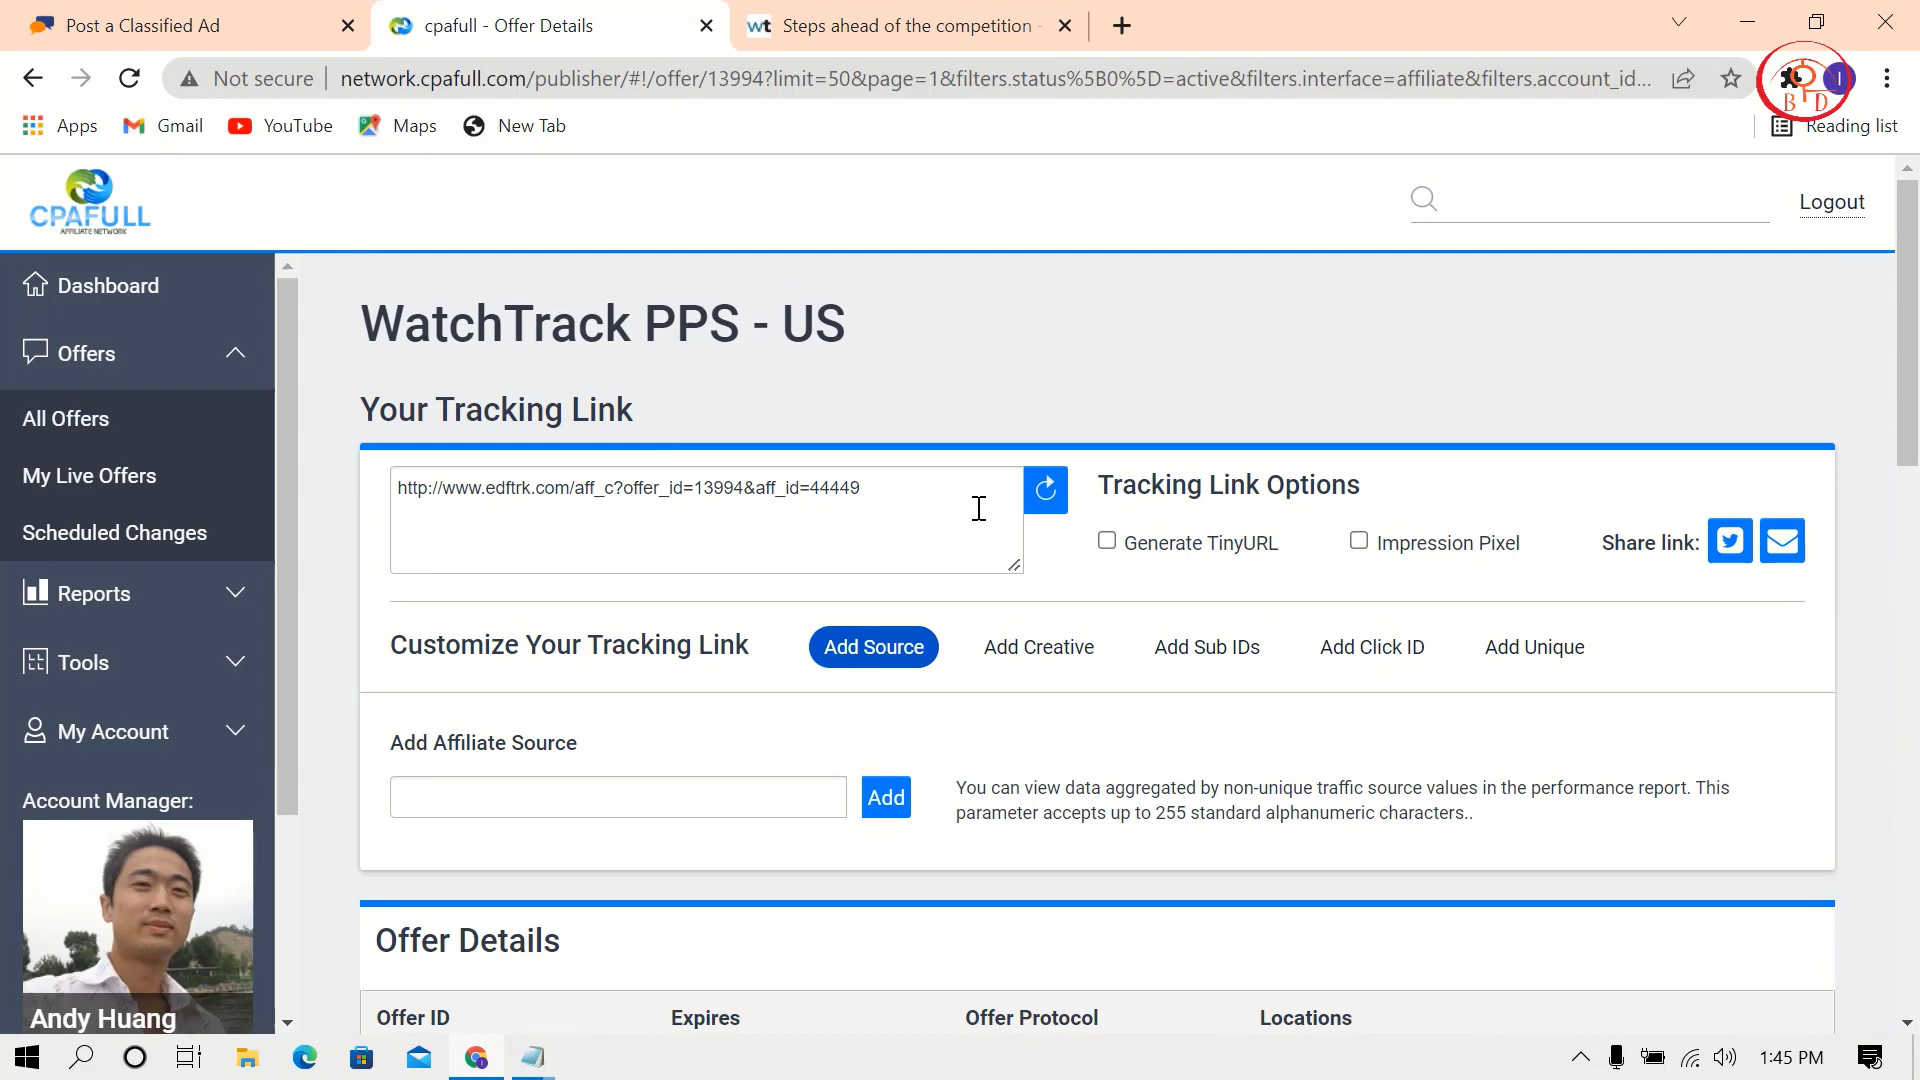 Post a Classified Ad
cpafull - Offer Details
wt Steps ahead of the competition -
Not secure
network.cpafull.com/publisher/#!/offer/13994?limit=50&page=1&filters.status%5B0%5D=active&filters.interface=affiliate&filters.account_id...
I
B D
Apps
Gmail
YouTube
Maps
New Tab
Reading list
CPAFULL
AFFILIATE NETWORK
Logout
Dashboard
Offers
All Offers
My Live Offers
Scheduled Changes
Reports
Tools
My Account
Account Manager:
Andy Huang
WatchTrack PPS - US
Your Tracking Link
http://www.edftrk.com/aff_c?offer_id=13994&aff_id=44449
Tracking Link Options
Generate TinyURL
Impression Pixel
Share link:
Customize Your Tracking Link
Add Source
Add Creative
Add Sub IDs
Add Click ID
Add Unique
Add Affiliate Source
Add
You can view data aggregated by non-unique traffic source values in the performance report. This
parameter accepts up to 255 standard alphanumeric characters..
Offer Details
Offer ID
Expires
Offer Protocol
Locations
1:45 PM